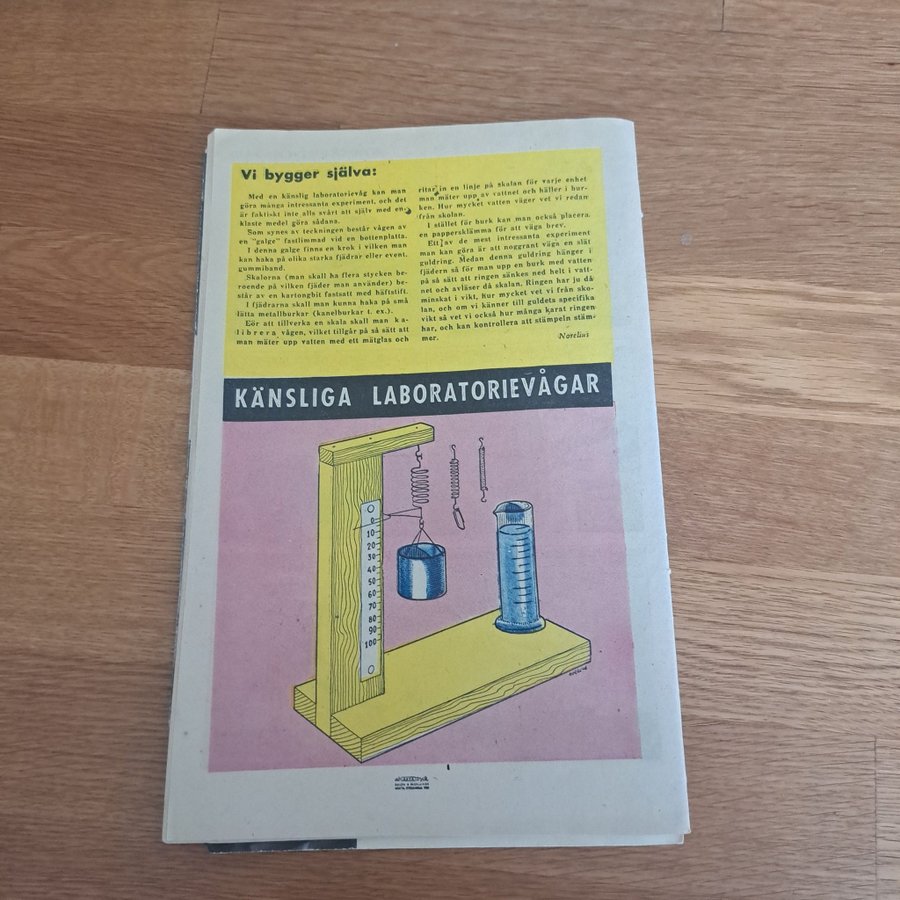 Vi bygger själva:
Med en känslig laboratorievåg kan man
göra många intressanta experiment, och det
är faktiskt inte alls svårt att själv med en-
klaste medel göra sådana.
Som synes av teckningen består vågen av
en "galge" fastlimmad vid en bottenplatta.
I denna galge finns en krok i vilken man
kan haka på olika starka fjädrar eller event.
gummiband.
Skalorna (man skall ha flera stycken be-
roende på vilken fjäder man använder) be-
står av en kartongbit fastsatt med häftstift.
I fjädrarna skall man kunna haka på små
lätta metallburkar (kanelburkar t. ex.).
Eör att tillverka en skala skall man ka-
librera vågen, vilket tillgår på så sätt att
man mäter upp vatten med ett mätglas och
ritar in en linje på skalan för varje enhet
man mäter upp av vattnet och häller i bur-
ken. Hur mycket vatten väger vet vi redan
från skolan.
I stället för burk kan man också placera
en pappersklämma för att väga brev.
Ett av de mest intressanta experiment
man kan göra är att noggrant väga en slät
guldring. Medan denna guldring hänger i
fjädern så för man upp en burk med vatten
på så sätt att ringen sänkes ned helt i vatt-
net och avläser då skalan. Ringen har ju då
minskat i vikt, hur mycket vet vi från sko-
lan, och om vi känner till guldets specifika
vikt så vet vi också hur många karat ringen
har, och kan kontrollera att stämpeln stäm-
mer.
Norelius
KÄNSLIGA LABORATORIEVÅGAR
0
10
20
30
40
50
60
70
80
90
100